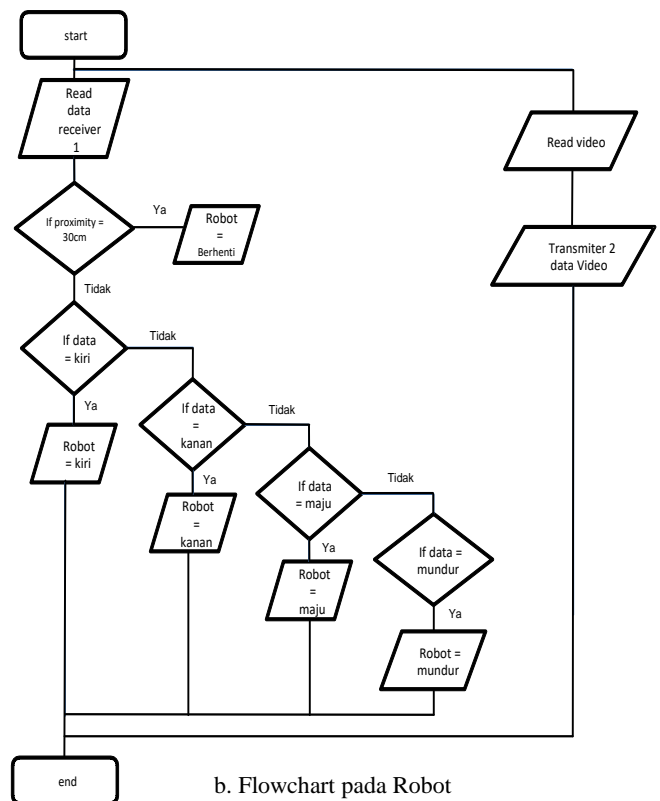 start
Read
data
receiver
1
Read video
If proximity =
30cm
Ya
Robot
=
Berhenti
Transmiter 2
data Video
Tidak
If data
= kiri
Tidak
Ya
Robot
= kiri
If data
=
kanan
Tidak
Ya
Robot
=
kanan
If data
= maju
Tidak
Ya
Robot
=
maju
If data =
mundur
Ya
Robot =
mundur
end
b. Flowchart pada Robot